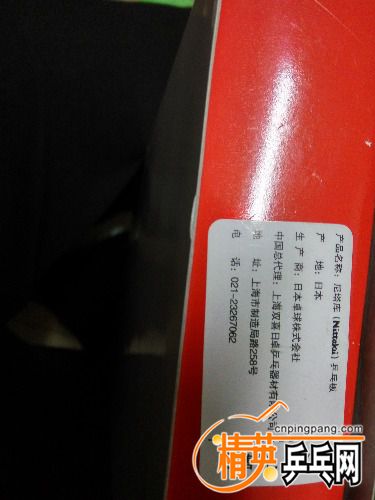 产品名称：尼塔库（Nittaku）乒乓板
产 地：日本
生 产 商：日本卓球株式会社
中国总代理：上海双喜日卓乒乓器材有限公司
地 址：上海市制造局路258号
电 话：021-23267062
cnpingpang.com
精英乒乓网